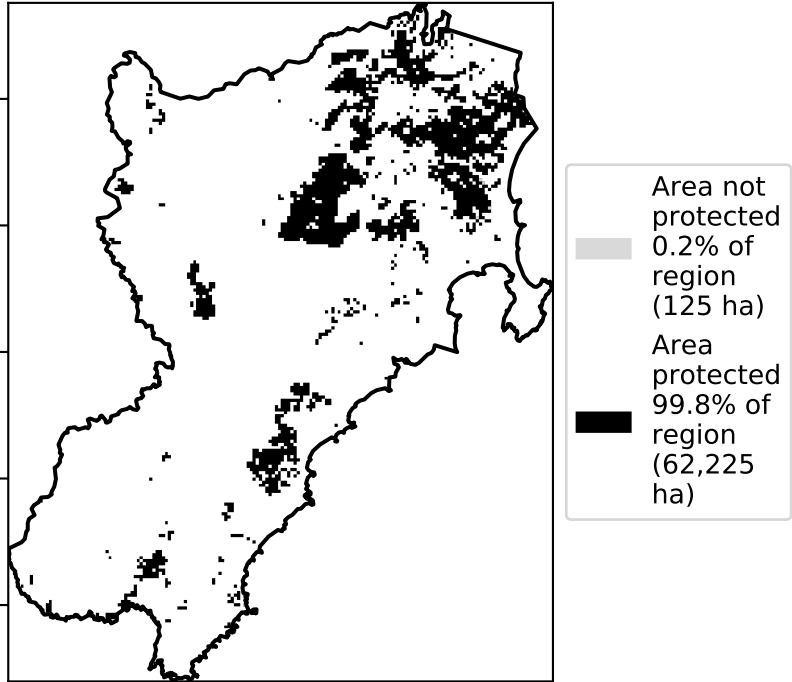 Area not
protected
0.2% of
region
(125 ha)
Area
protected
99.8% of
region
(62,225
ha)